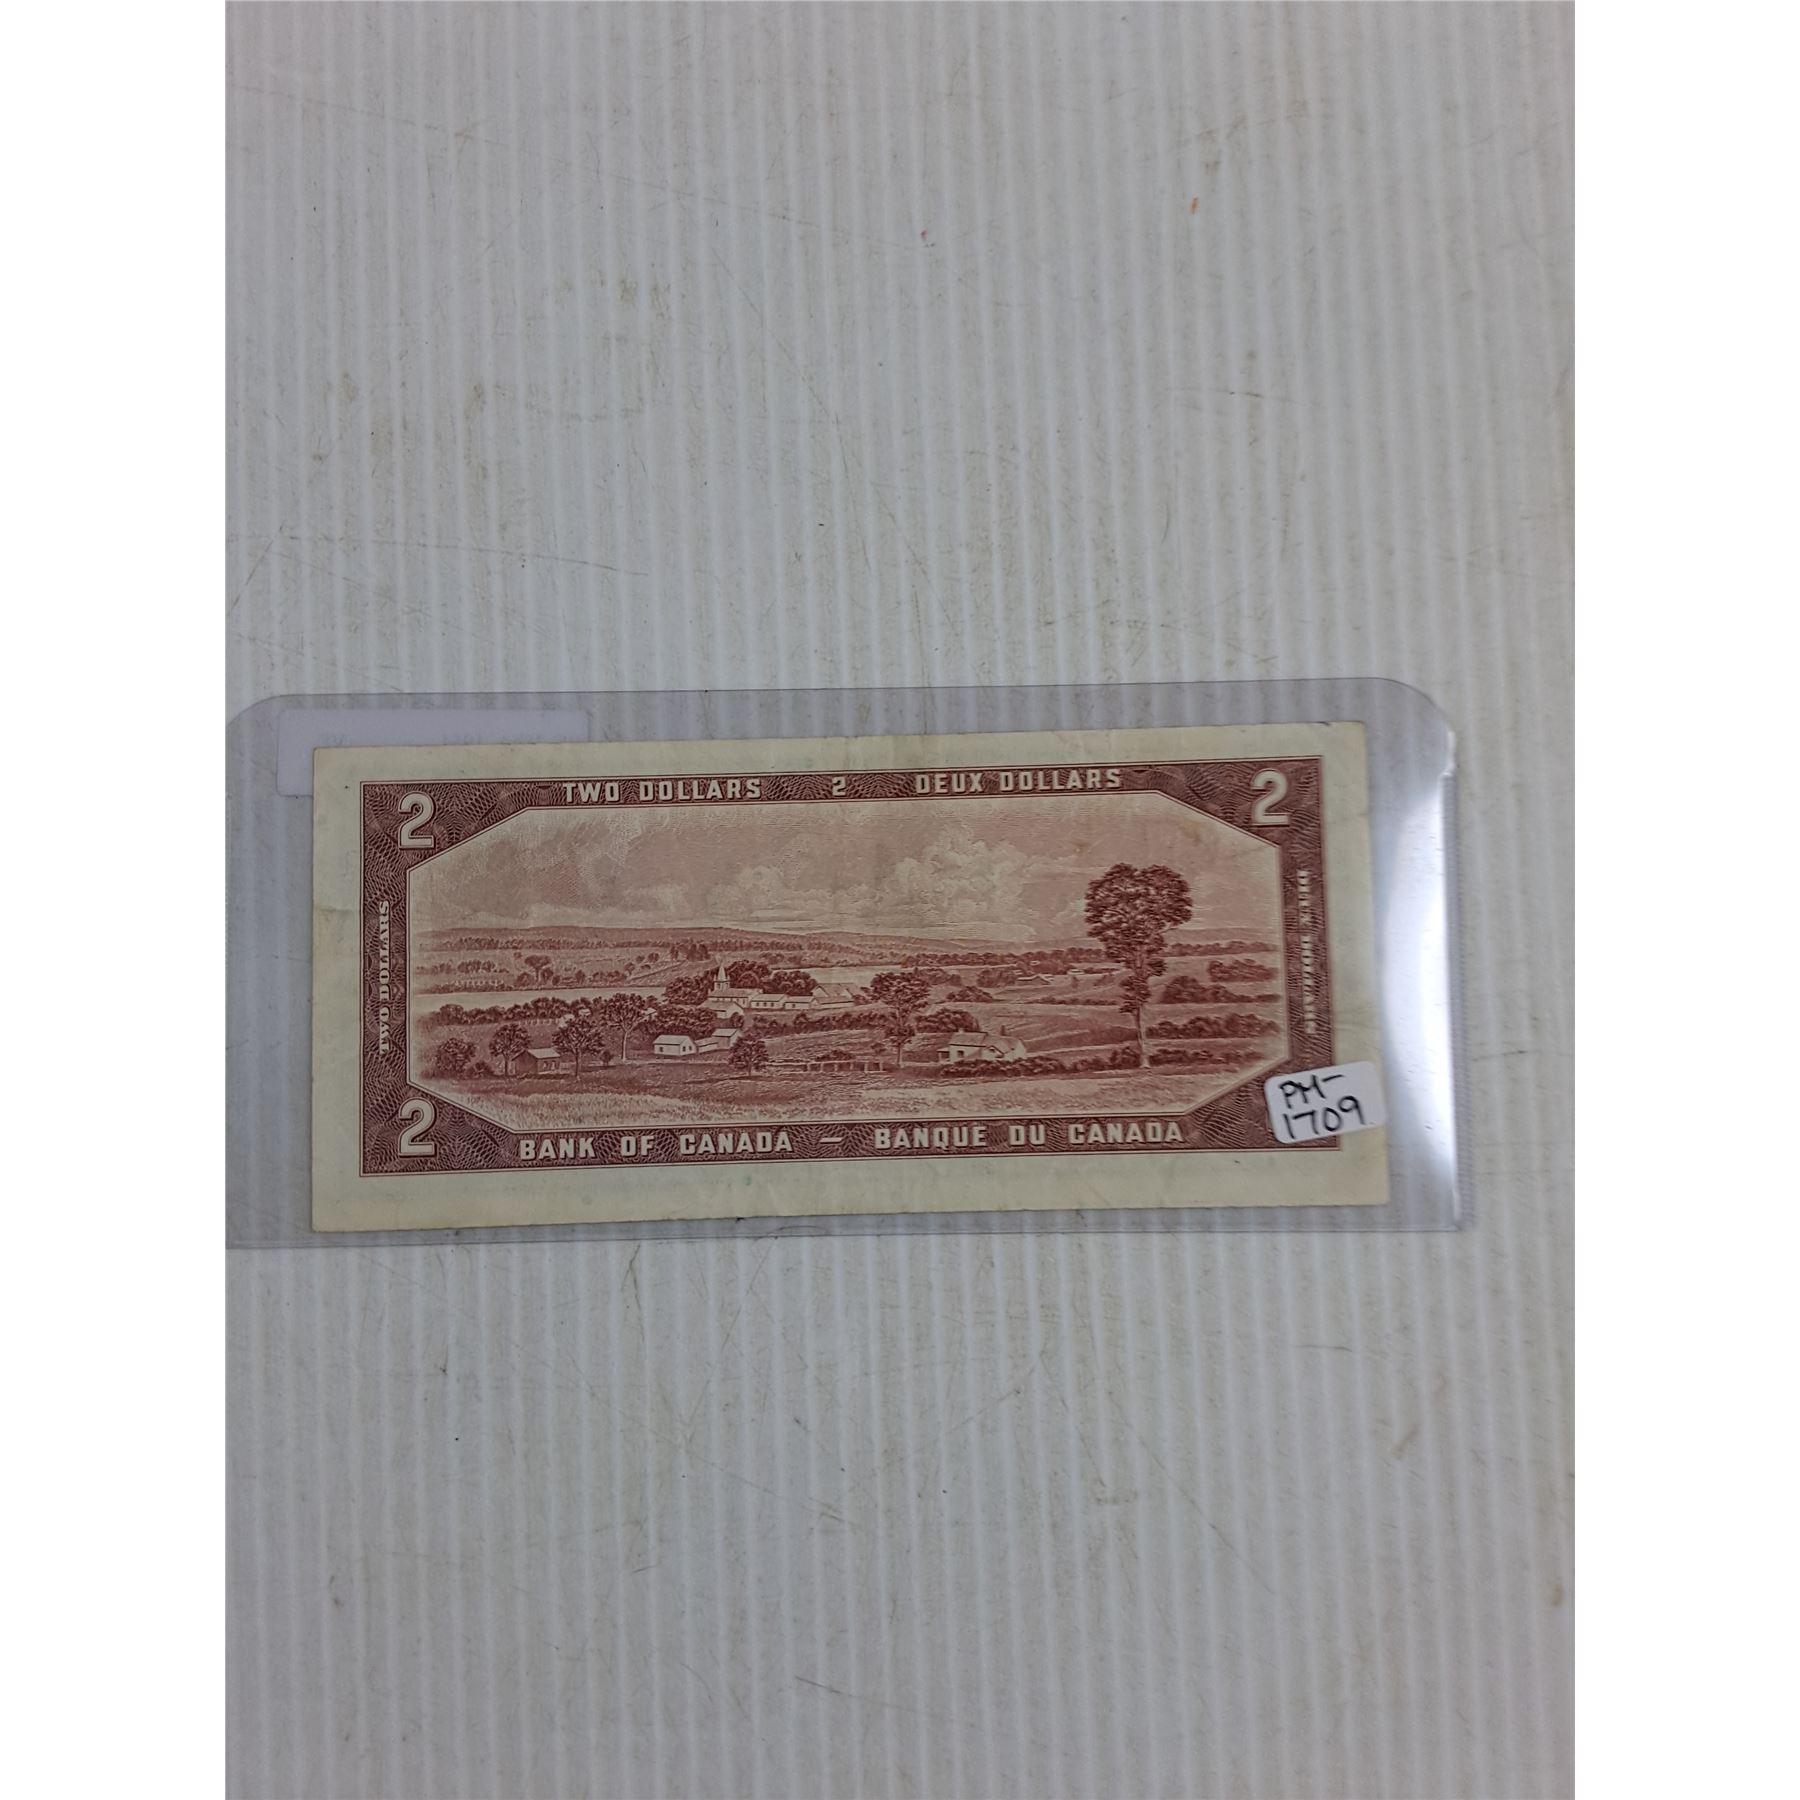 TWO DOLLARS 2 DEUX DOLLARS
2 2
TWO DOLLARS
DEUX DOLLARS
2
BANK OF CANADA — BANQUE DU CANADA
PM-
1709